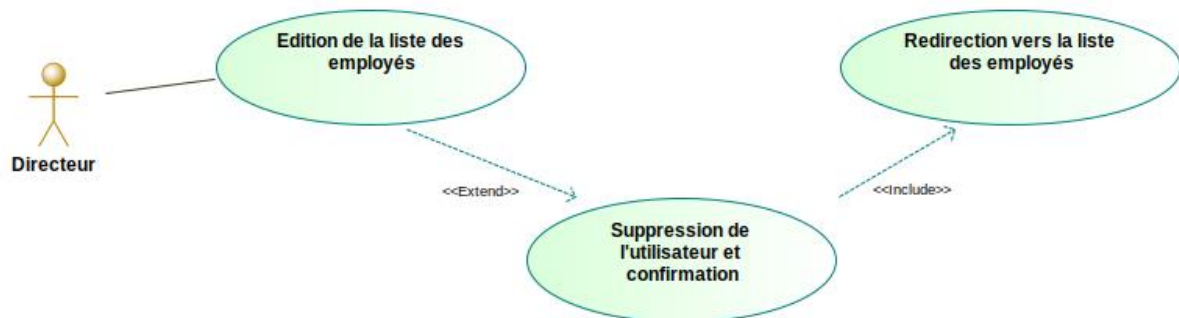 Edition de la liste des
employés
Redirection vers la liste
des employés
Directeur
<<Extend>>
<<Include>>
Suppression de
l'utilisateur et
confirmation